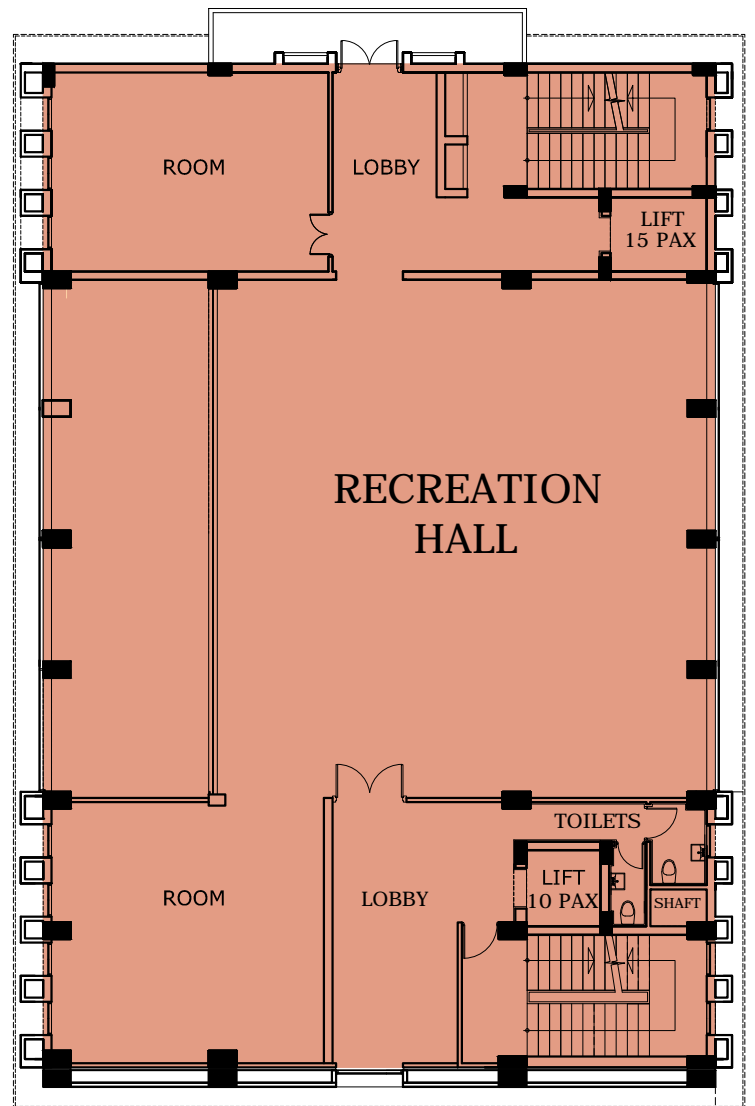 ROOM
LOBBY
LIFT
15 PAX
RECREATION
HALL
TOILETS
LIFT
10 PAX
ROOM
LOBBY
SHAFT